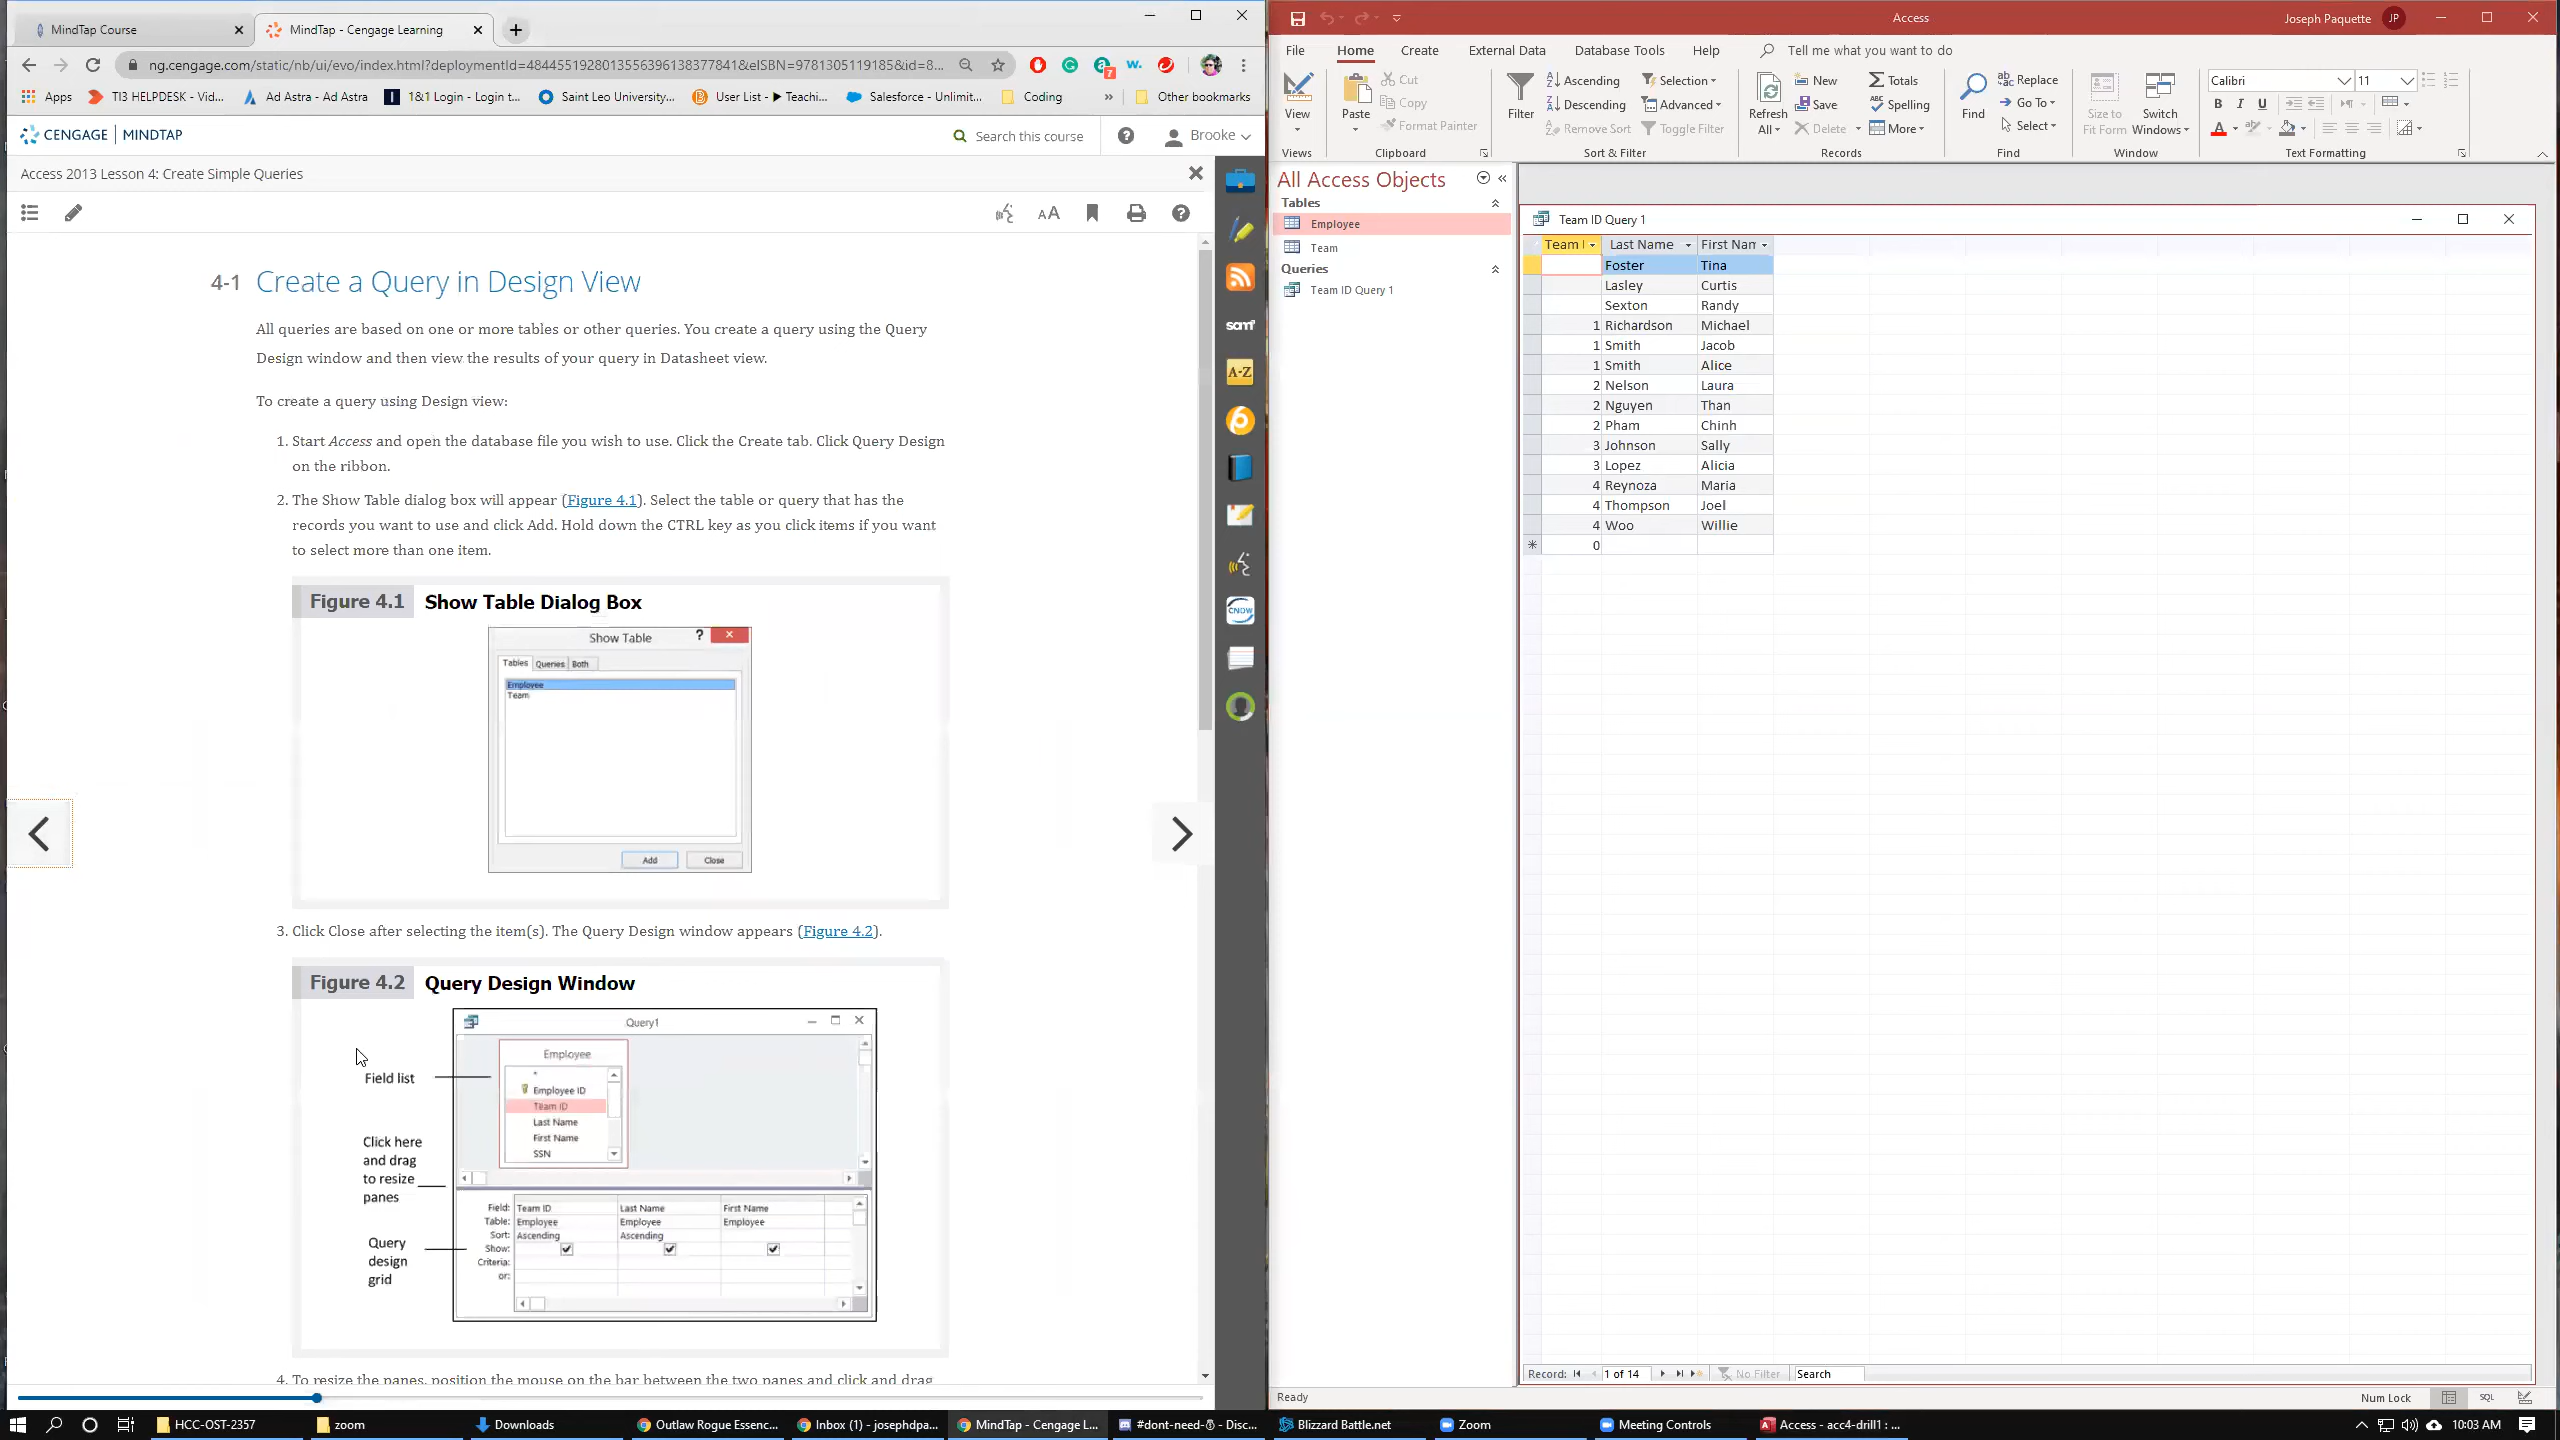 MindTap Course
MindTap - Cengage Learning
ng.cengage.com/static/nb/ui/evo/index.html?deploymentId=4844551928013556396138377841&eISBN=9781305119185&id=8...
7
Apps
TI3 HELPDESK - Vid...
Ad Astra - Ad Astra
1&1 Login - Login t...
Saint Leo University...
User List - ▶ Teachi...
Salesforce - Unlimit...
Coding
»
Other bookmarks
CENGAGE | MINDTAP
Search this course
Brooke
Access 2013 Lesson 4: Create Simple Queries
AA
4-1 Create a Query in Design View
All queries are based on one or more tables or other queries. You create a query using the Query
Design window and then view the results of your query in Datasheet view.
To create a query using Design view:
1. Start Access and open the database file you wish to use. Click the Create tab. Click Query Design
on the ribbon.
2. The Show Table dialog box will appear (Figure 4.1). Select the table or query that has the
records you want to use and click Add. Hold down the CTRL key as you click items if you want
to select more than one item.
Figure 4.1 Show Table Dialog Box
Show Table ?
Tables Queries Both
Employee
Team
Add Close
3. Click Close after selecting the item(s). The Query Design window appears (Figure 4.2).
Figure 4.2 Query Design Window
Query1
Employee
*
Employee ID
Team ID
Last Name
First Name
SSN
Field list
Click here
and drag
to resize
panes
Query
design
grid
Field: Team ID Last Name First Name
Table: Employee Employee Employee
Sort: Ascending Ascending
Show:
Criteria:
or:
4. To resize the panes, position the mouse on the bar between the two panes and click and drag
sam
A-Z
CNOW
Access
Joseph Paquette JP
File Home Create External Data Database Tools Help Tell me what you want to do
View
Views
Paste
Cut
Copy
Format Painter
Clipboard
Filter
Ascending
Descending
Remove Sort
Selection
Advanced
Toggle Filter
Sort & Filter
Refresh
All
New
Save
Delete
Totals
Spelling
More
Records
Find
Replace
Go To
Select
Find
Size to
Fit Form
Switch
Windows
Window
Calibri 11
B I U
Text Formatting
All Access Objects
Tables
Employee
Team
Queries
Team ID Query 1
Team ID Query 1
Team I Last Name First Nam
Foster Tina
Lasley Curtis
Sexton Randy
1 Richardson Michael
1 Smith Jacob
1 Smith Alice
2 Nelson Laura
2 Nguyen Than
2 Pham Chinh
3 Johnson Sally
3 Lopez Alicia
4 Reynoza Maria
4 Thompson Joel
4 Woo Willie
* 0
Record: 1 of 14 No Filter Search
Ready
Num Lock
SQL
HCC-OST-2357
zoom
Downloads
Outlaw Rogue Essenc...
Inbox (1) - josephdpa...
MindTap - Cengage L...
Blizzard Battle.net
Zoom
Meeting Controls
Access - acc4-drill1 : ...
10:03 AM